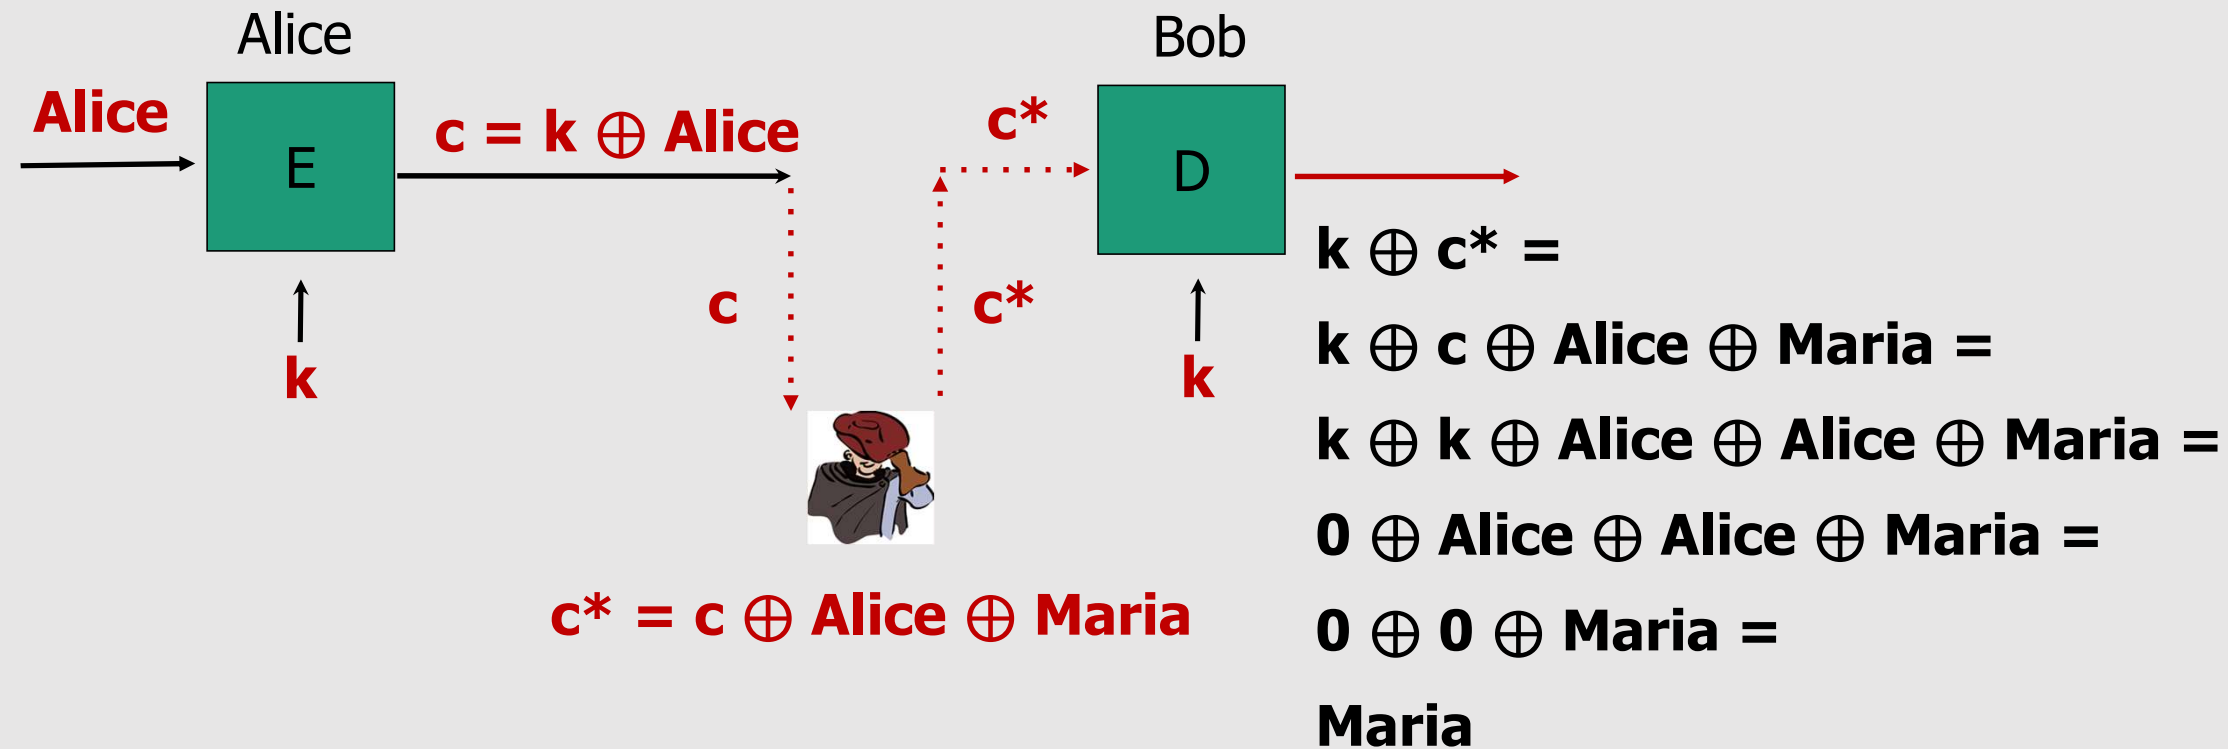 Alice
Bob
Alice
E
c = k ⊕ Alice
c*
D
k ⊕ c* =
c
c*
k ⊕ c ⊕ Alice ⊕ Maria =
k
k
k ⊕ k ⊕ Alice ⊕ Alice ⊕ Maria =
0 ⊕ Alice ⊕ Alice ⊕ Maria =
c* = c ⊕ Alice ⊕ Maria
0 ⊕ 0 ⊕ Maria =
Maria